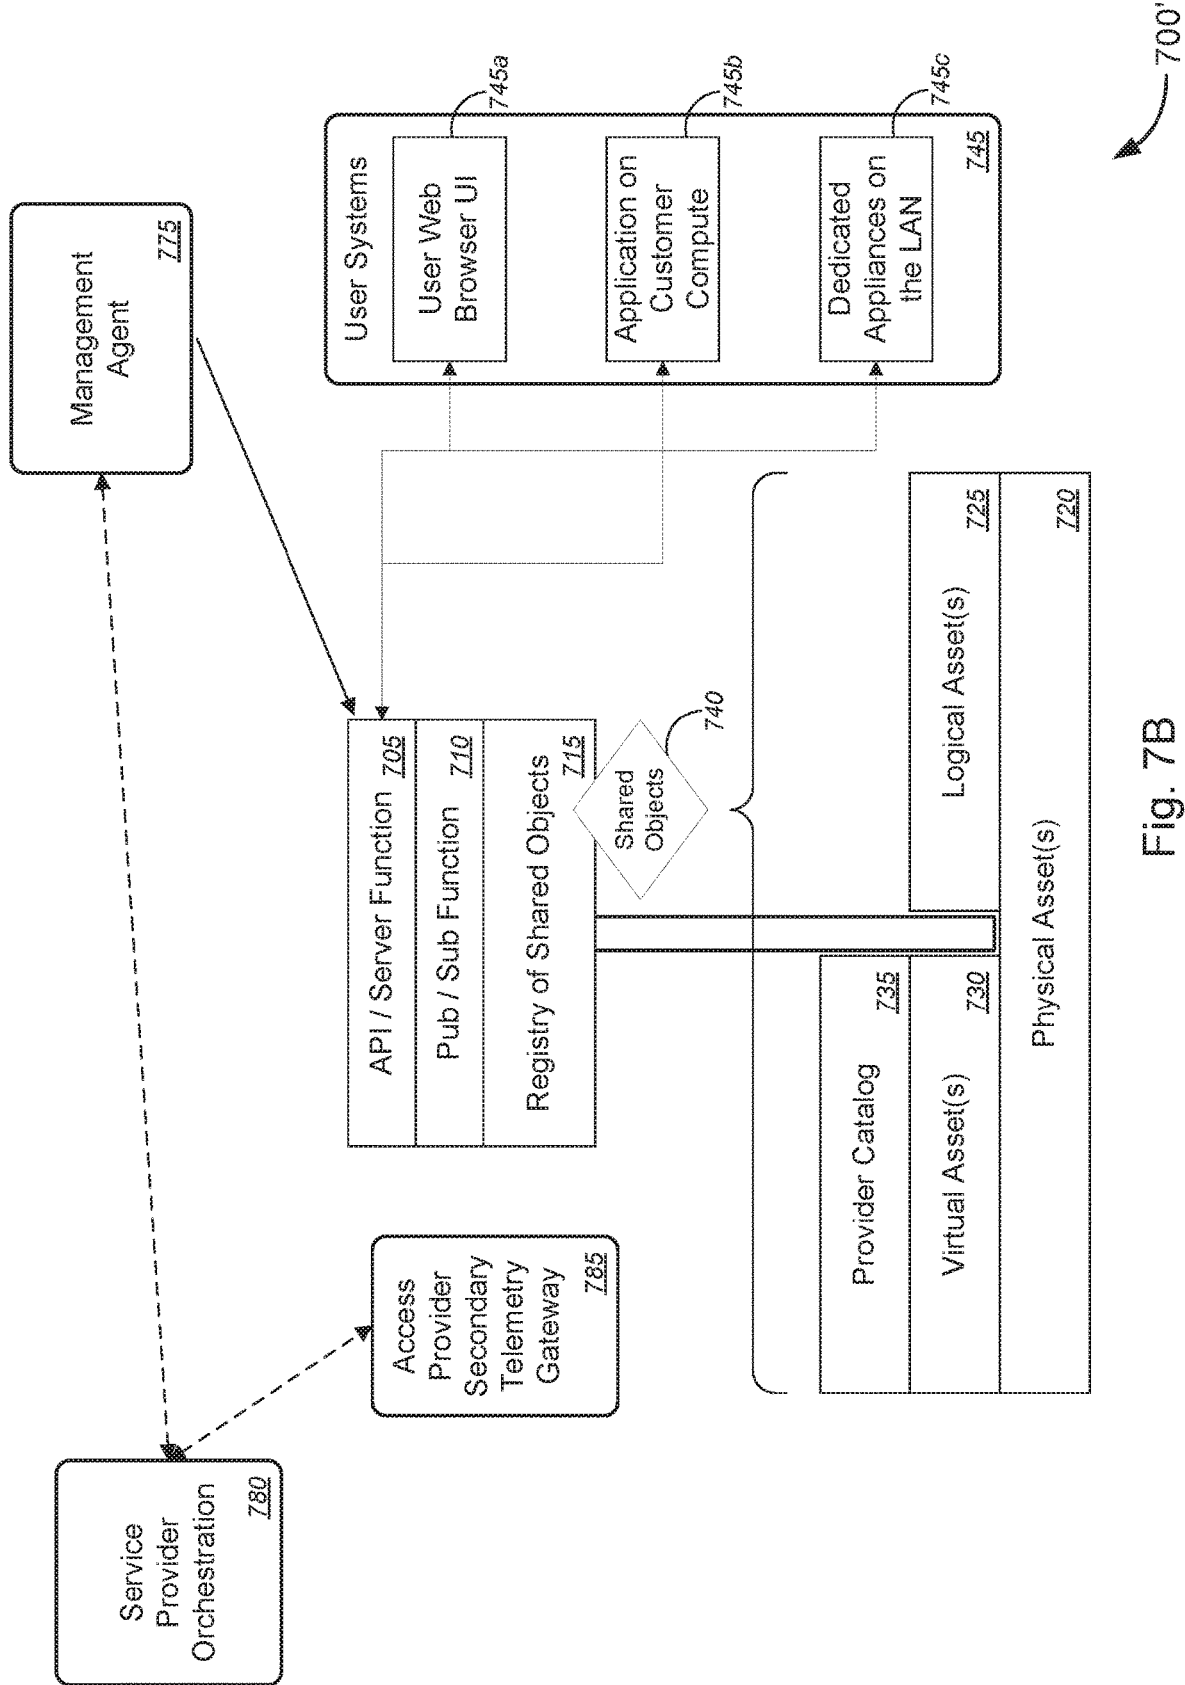 Service
Provider
Orchestration
780
Management
Agent
775
Access
Provider
Secondary
Telemetry
Gateway
785
API / Server Function
705
Pub / Sub Function
710
Registry of Shared Objects
715
Shared
Objects
740
User Systems
User Web
Browser UI
745a
Application on
Customer
Compute
745b
Dedicated
Appliances on
the LAN
745c
745
Provider Catalog
735
Virtual Asset(s)
730
Logical Asset(s)
725
Physical Asset(s)
720
700'
Fig. 7B